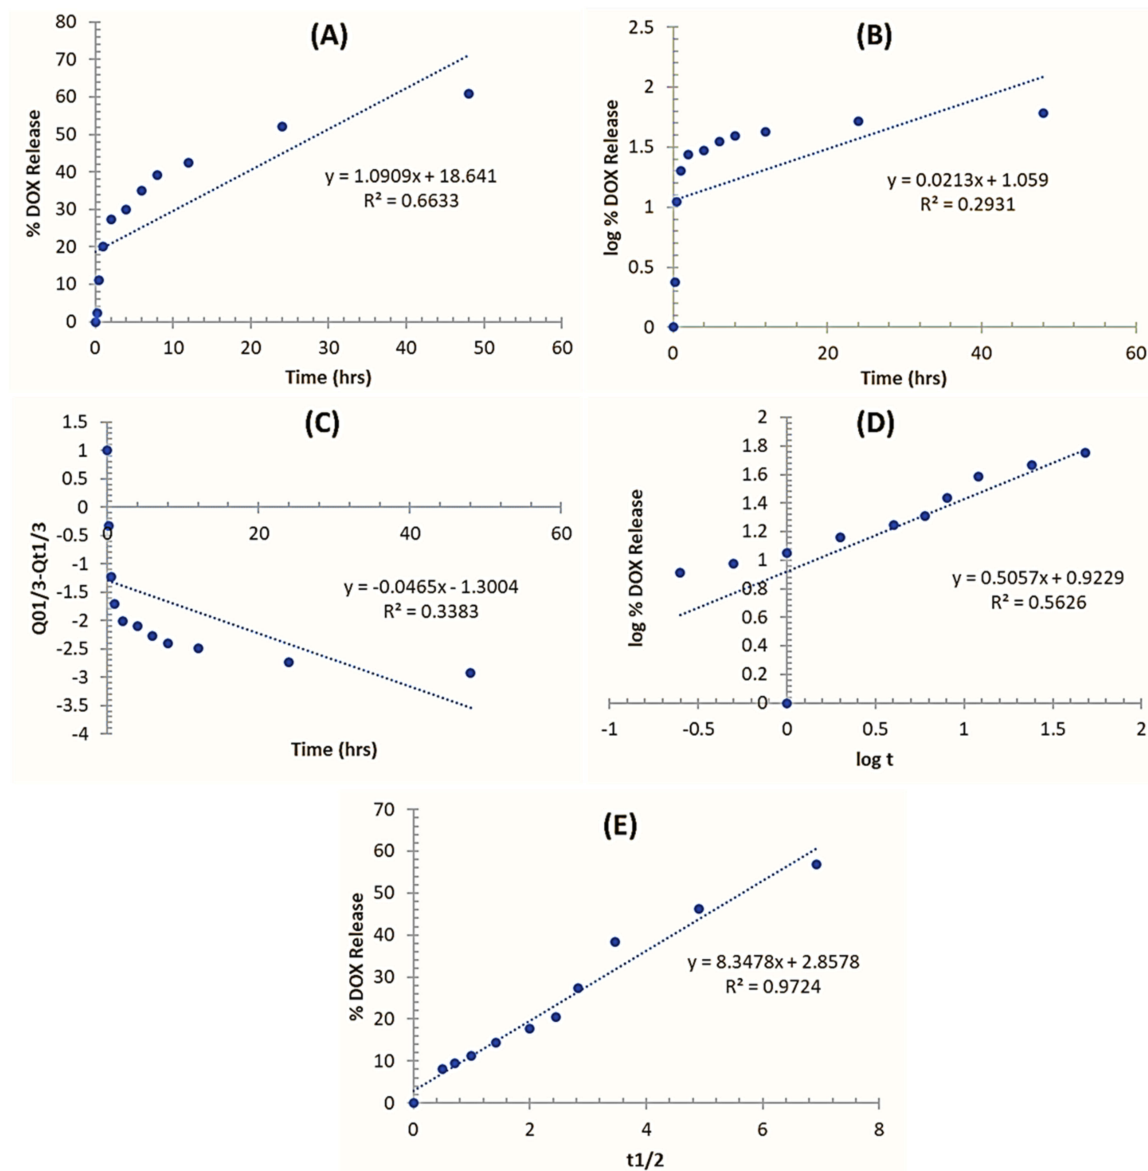 (A)
80
70
60
50
40
30
20
10
0
% DOX Release
y = 1.0909x + 18.641
R² = 0.6633
0 10 20 30 40 50 60
Time (hrs)
(B)
2.5
2
1.5
1
0.5
0
log % DOX Release
y = 0.0213x + 1.059
R² = 0.2931
0 20 40 60
Time (hrs)
(C)
1.5
1
0.5
0
-0.5
-1
-1.5
-2
-2.5
-3
-3.5
-4
Q01/3-Qt1/3
0 20 40 60
y = -0.0465x - 1.3004
R² = 0.3383
Time (hrs)
(D)
2
1.8
1.6
1.4
1.2
1
0.8
0.6
0.4
0.2
0
log % DOX Release
y = 0.5057x + 0.9229
R² = 0.5626
-1 -0.5 0 0.5 1 1.5 2
log t
(E)
70
60
50
40
30
20
10
0
% DOX Release
y = 8.3478x + 2.8578
R² = 0.9724
0 2 4 6 8
t1/2